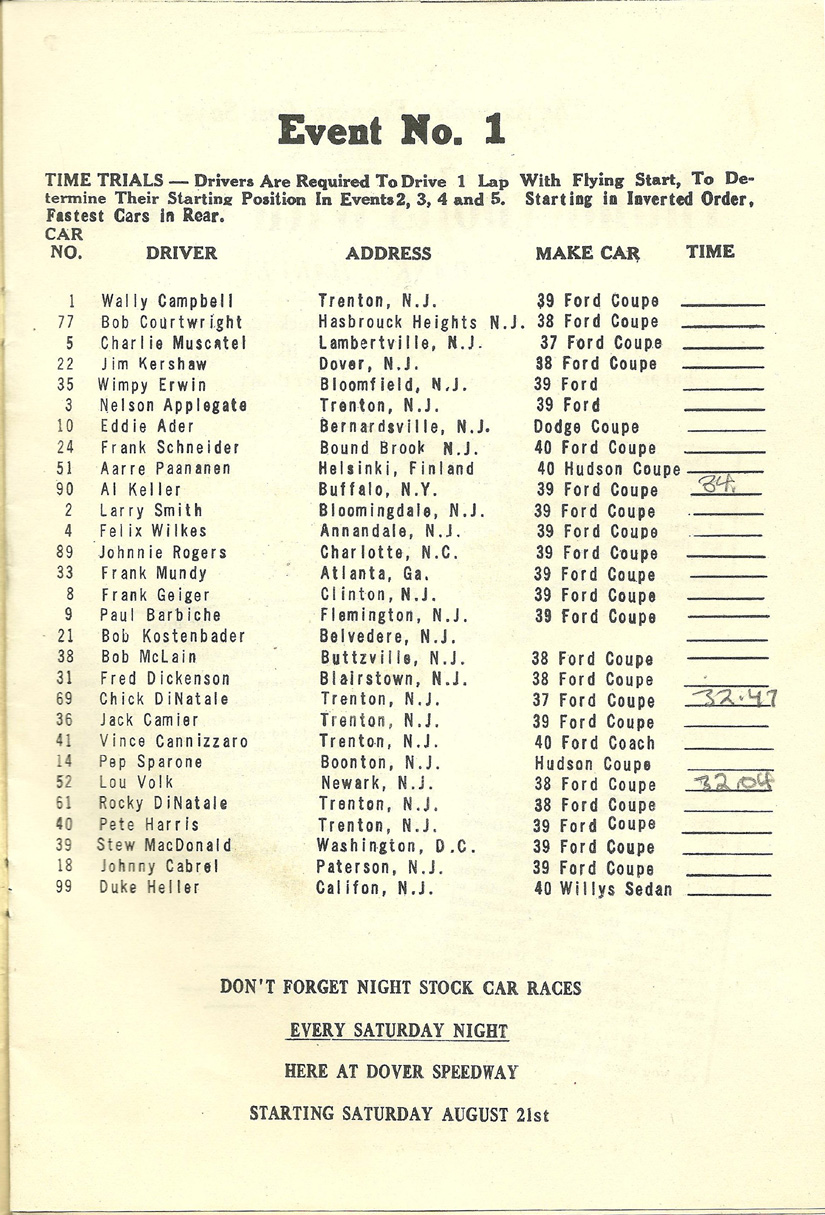 Event No. 1
TIME TRIALS — Drivers Are Required To Drive 1 Lap With Flying Start, To De-
termine Their Starting Position In Events 2, 3, 4 and 5. Starting in Inverted Order,
Fastest Cars in Rear.
CAR
NO. DRIVER ADDRESS MAKE CAR TIME
1 Wally Campbell Trenton, N.J. 39 Ford Coupe
77 Bob Courtwright Hasbrouck Heights N.J. 38 Ford Coupe
5 Charlie Muscatel Lambertville, N.J. 37 Ford Coupe
22 Jim Kershaw Dover, N.J. 38 Ford Coupe
35 Wimpy Erwin Bloomfield, N.J. 39 Ford
3 Nelson Applegate Trenton, N.J. 39 Ford
10 Eddie Ader Bernardsville, N.J. Dodge Coupe
24 Frank Schneider Bound Brook N.J. 40 Ford Coupe
51 Aarre Paananen Helsinki, Finland 40 Hudson Coupe
90 Al Keller Buffalo, N.Y. 39 Ford Coupe 34.
2 Larry Smith Bloomingdale, N.J. 39 Ford Coupe
4 Felix Wilkes Annandale, N.J. 39 Ford Coupe
89 Johnnie Rogers Charlotte, N.C. 39 Ford Coupe
33 Frank Mundy Atlanta, Ga. 39 Ford Coupe
8 Frank Geiger Clinton, N.J. 39 Ford Coupe
9 Paul Barbiche Flemington, N.J. 39 Ford Coupe
21 Bob Kostenbader Belvedere, N.J.
38 Bob McLain Buttzville, N.J. 38 Ford Coupe
31 Fred Dickenson Blairstown, N.J. 38 Ford Coupe
69 Chick DiNatale Trenton, N.J. 37 Ford Coupe 32.47
36 Jack Camier Trenton, N.J. 39 Ford Coupe
41 Vince Cannizzaro Trenton, N.J. 40 Ford Coach
14 Pep Sparone Boonton, N.J. Hudson Coupe
52 Lou Volk Newark, N.J. 38 Ford Coupe 32.04
61 Rocky DiNatale Trenton, N.J. 38 Ford Coupe
40 Pete Harris Trenton, N.J. 39 Ford Coupe
39 Stew MacDonald Washington, D.C. 39 Ford Coupe
18 Johnny Cabrel Paterson, N.J. 39 Ford Coupe
99 Duke Heller Califon, N.J. 40 Willys Sedan
DON'T FORGET NIGHT STOCK CAR RACES
EVERY SATURDAY NIGHT
HERE AT DOVER SPEEDWAY
STARTING SATURDAY AUGUST 21st